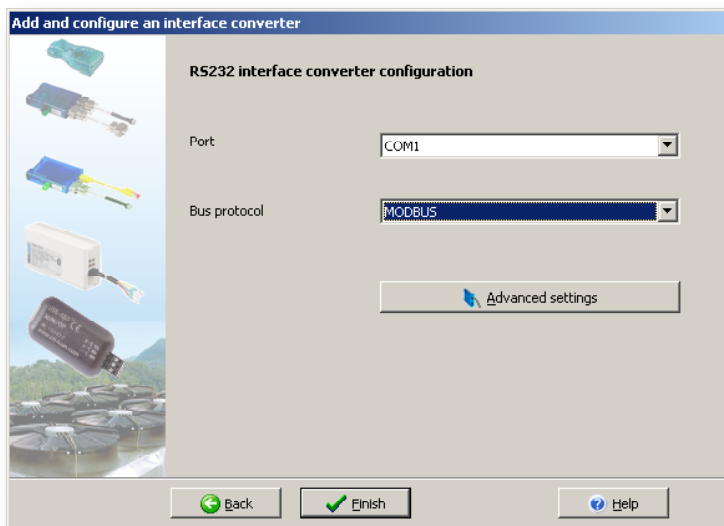 Add and configure an interface converter
RS232 interface converter configuration
Port
COM1
Bus protocol
MODBUS
Advanced settings
Back
Finish
Help